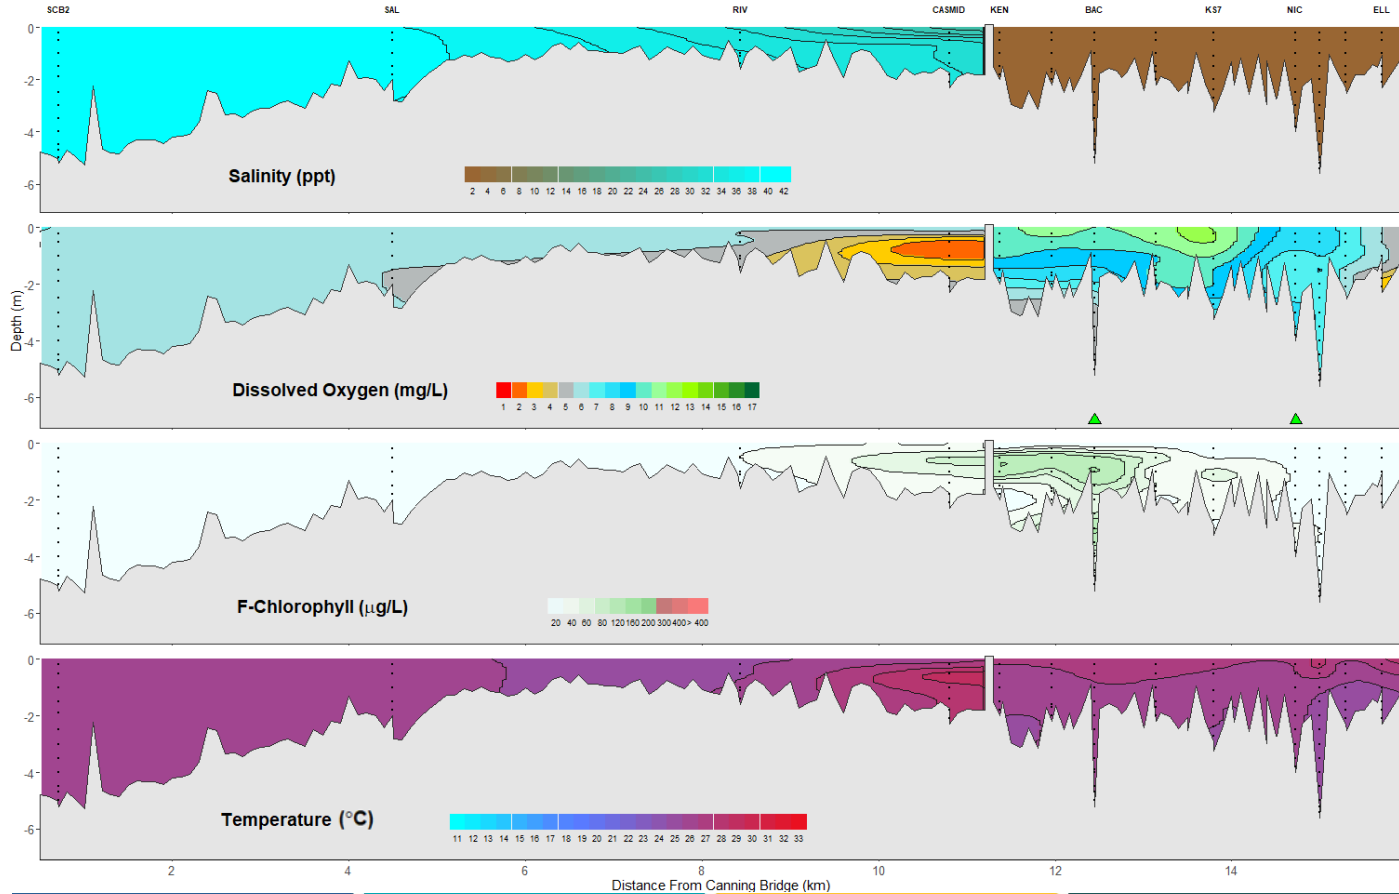 SCB2 SAL RIV CASMID KEN BAC KS7 NIC ELL
0
-2
-4
-6
Salinity (ppt)
2 4 6 8 10 12 14 16 18 20 22 24 26 28 30 32 34 36 38 40 42
0
-2
-4
-6
Depth (m)
Dissolved Oxygen (mg/L)
1 2 3 4 5 6 7 8 9 10 11 12 13 14 15 16 17
0
-2
-4
-6
F-Chlorophyll (μg/L)
20 40 60 80 120 160 200 300 400 > 400
0
-2
-4
-6
Temperature (°C)
11 12 13 14 15 16 17 18 19 20 21 22 23 24 25 26 27 28 29 30 31 32 33
2 4 6 8 10 12 14
Distance From Canning Bridge (km)